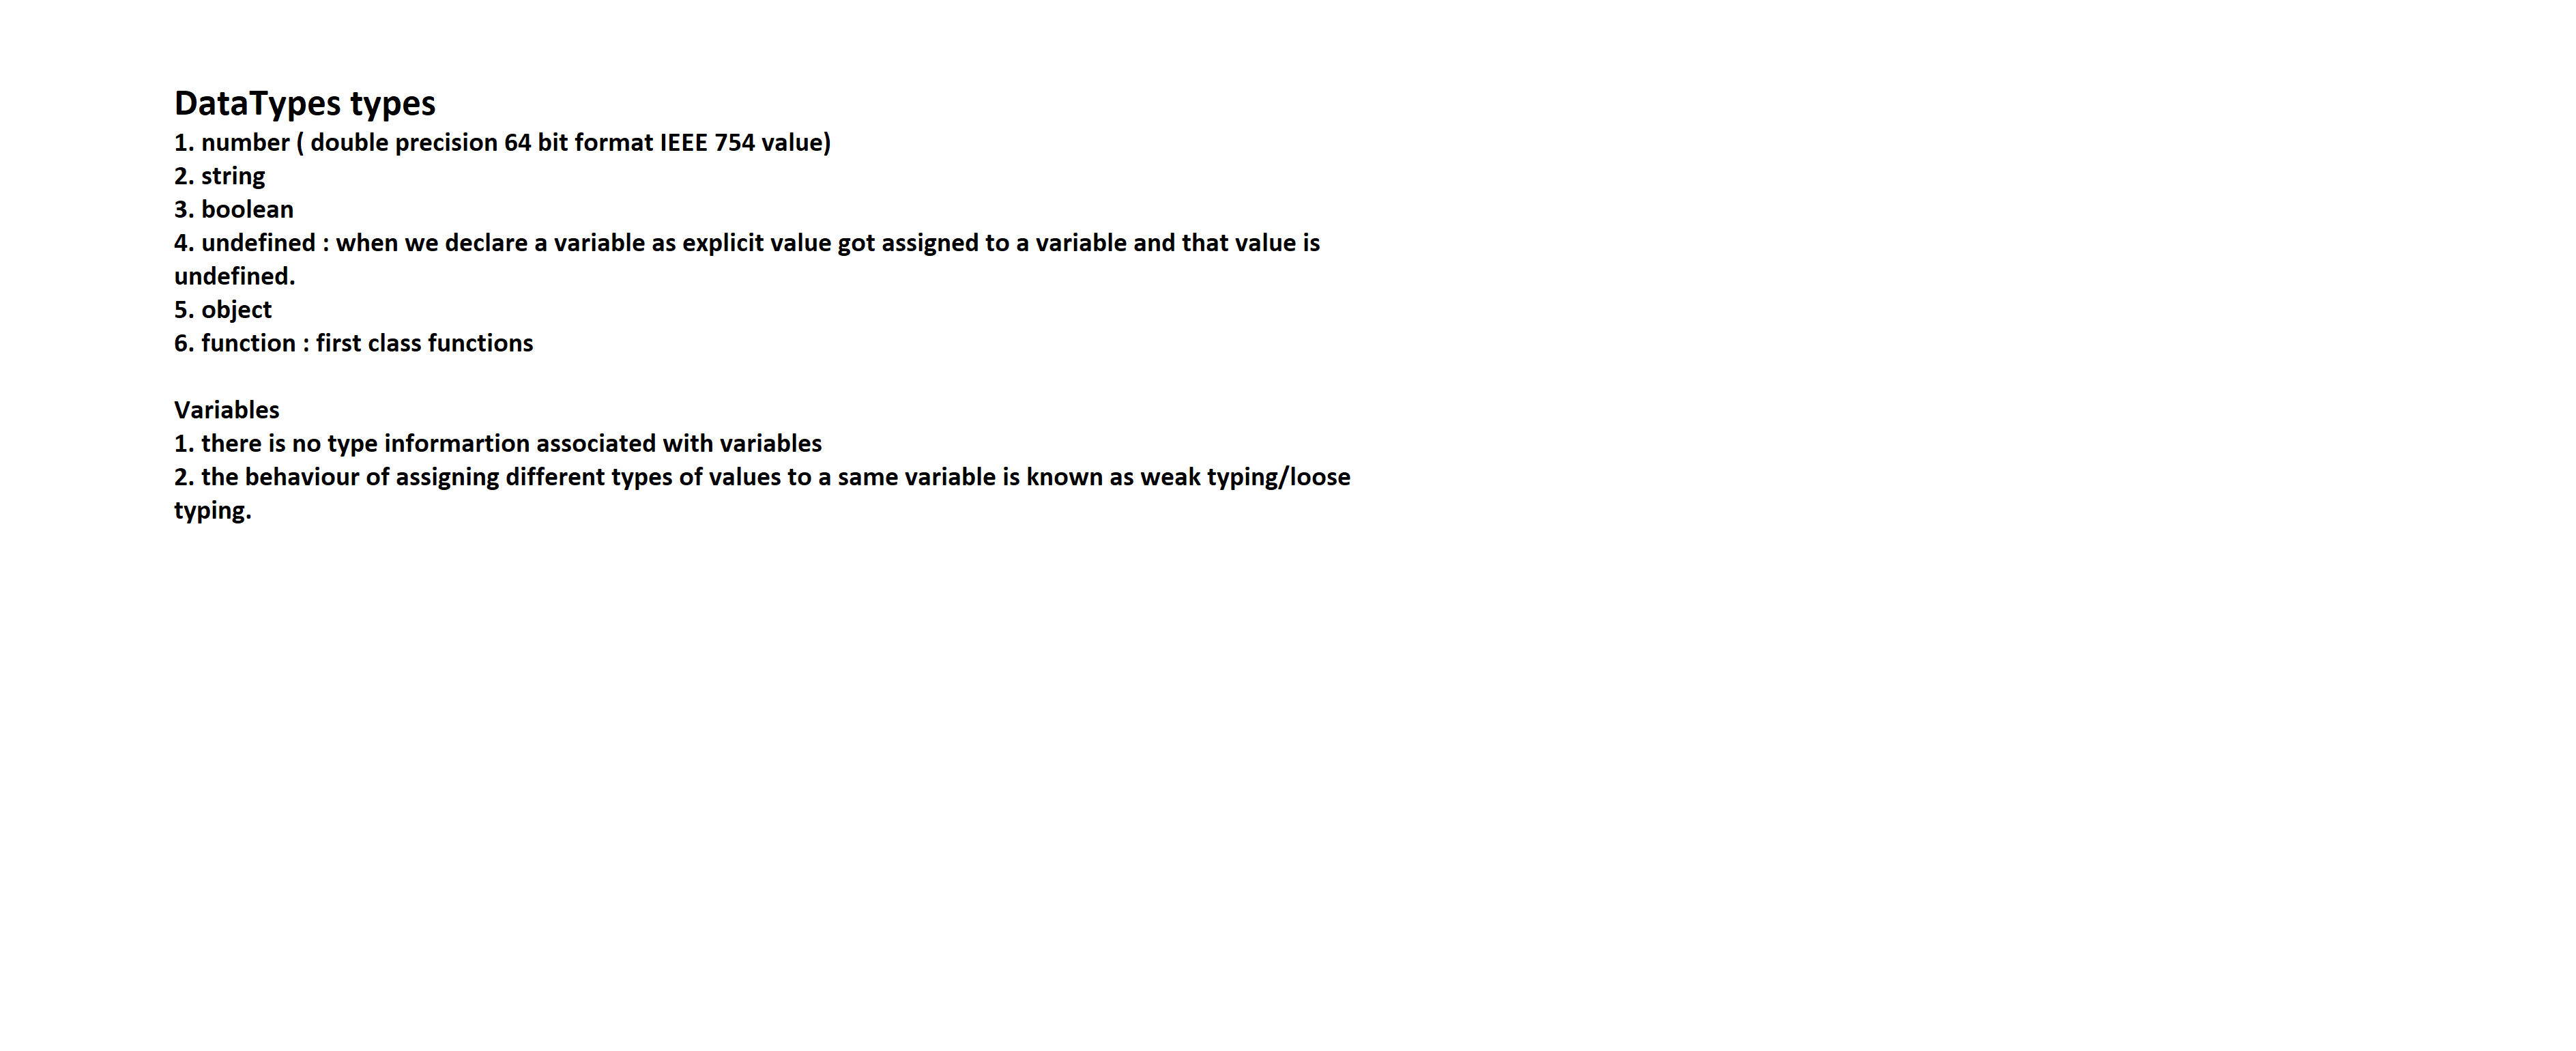 DataTypes types
1. number ( double precision 64 bit format IEEE 754 value)
2. string
3. boolean
4. undefined : when we declare a variable as explicit value got assigned to a variable and that value is
undefined.
5. object
6. function : first class functions
Variables
1. there is no type informartion associated with variables
2. the behaviour of assigning different types of values to a same variable is known as weak typing/loose
typing.